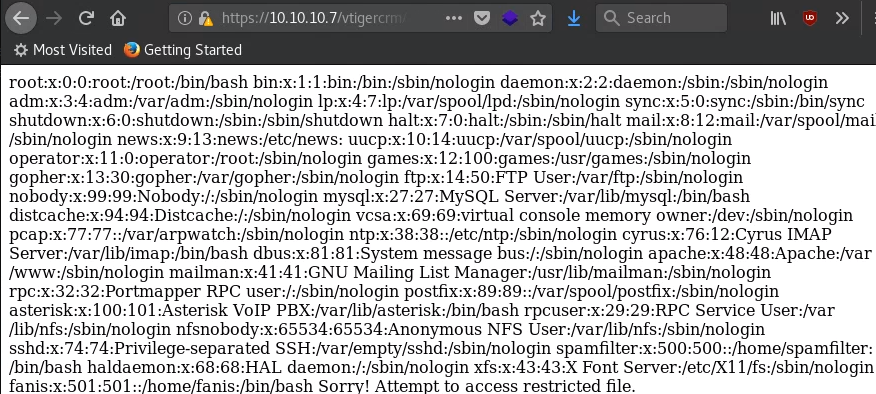 https://10.10.10.7/vtigercrm/
Search
Most Visited Getting Started
root:x:0:0:root:/root:/bin/bash bin:x:1:1:bin:/bin:/sbin/nologin daemon:x:2:2:daemon:/sbin:/sbin/nologin
adm:x:3:4:adm:/var/adm:/sbin/nologin lp:x:4:7:lp:/var/spool/lpd:/sbin/nologin sync:x:5:0:sync:/sbin:/bin/sync
shutdown:x:6:0:shutdown:/sbin:/sbin/shutdown halt:x:7:0:halt:/sbin:/sbin/halt mail:x:8:12:mail:/var/spool/mail
/sbin/nologin news:x:9:13:news:/etc/news: uucp:x:10:14:uucp:/var/spool/uucp:/sbin/nologin
operator:x:11:0:operator:/root:/sbin/nologin games:x:12:100:games:/usr/games:/sbin/nologin
gopher:x:13:30:gopher:/var/gopher:/sbin/nologin ftp:x:14:50:FTP User:/var/ftp:/sbin/nologin
nobody:x:99:99:Nobody:/:/sbin/nologin mysql:x:27:27:MySQL Server:/var/lib/mysql:/bin/bash
distcache:x:94:94:Distcache:/:/sbin/nologin vcsa:x:69:69:virtual console memory owner:/dev:/sbin/nologin
pcap:x:77:77::/var/arpwatch:/sbin/nologin ntp:x:38:38::/etc/ntp:/sbin/nologin cyrus:x:76:12:Cyrus IMAP
Server:/var/lib/imap:/bin/bash dbus:x:81:81:System message bus:/:/sbin/nologin apache:x:48:48:Apache:/var
/www:/sbin/nologin mailman:x:41:41:GNU Mailing List Manager:/usr/lib/mailman:/sbin/nologin
rpc:x:32:32:Portmapper RPC user:/:/sbin/nologin postfix:x:89:89::/var/spool/postfix:/sbin/nologin
asterisk:x:100:101:Asterisk VoIP PBX:/var/lib/asterisk:/bin/bash rpcuser:x:29:29:RPC Service User:/var
/lib/nfs:/sbin/nologin nfsnobody:x:65534:65534:Anonymous NFS User:/var/lib/nfs:/sbin/nologin
sshd:x:74:74:Privilege-separated SSH:/var/empty/sshd:/sbin/nologin spamfilter:x:500:500::/home/spamfilter:
/bin/bash haldaemon:x:68:68:HAL daemon:/:/sbin/nologin xfs:x:43:43:X Font Server:/etc/X11/fs:/sbin/nologin
fanis:x:501:501::/home/fanis:/bin/bash Sorry! Attempt to access restricted file.